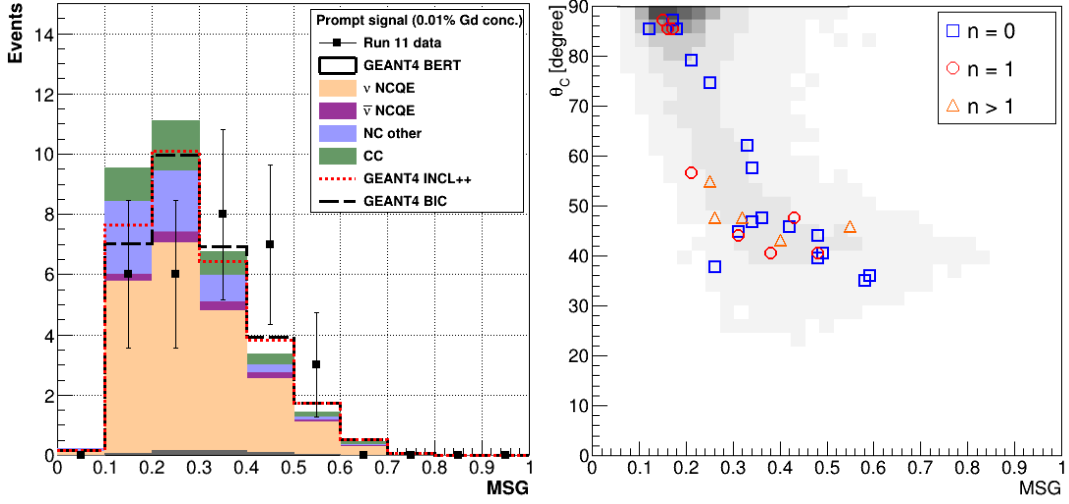 Events
14
12
10
8
6
4
2
0
Prompt signal (0.01% Gd conc.)
Run 11 data
GEANT4 BERT
ν NCQE
ν̅ NCQE
NC other
CC
GEANT4 INCL++
GEANT4 BIC
0 0.1 0.2 0.3 0.4 0.5 0.6 0.7 0.8 0.9 1
MSG
θC [degree]
90
80
70
60
50
40
30
20
10
0
n = 0
n = 1
n > 1
0 0.1 0.2 0.3 0.4 0.5 0.6 0.7 0.8 0.9 1
MSG